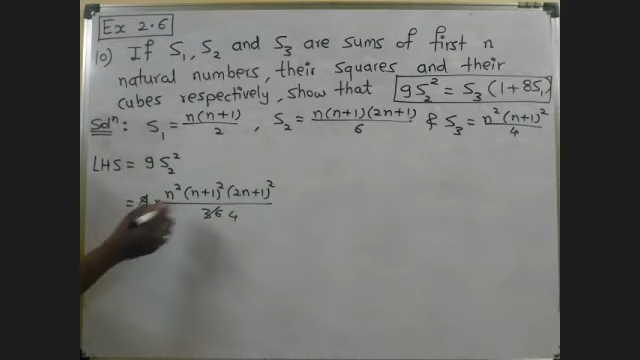 Ex 2.6
10) If S₁, S₂ and S₃ are sums of first n
natural numbers, their squares and their
cubes respectively, show that 9S₂² = S₃(1+8S₁)
Solⁿ: S₁ = n(n+1)/2 , S₂ = n(n+1)(2n+1)/6 & S₃ = n²(n+1)²/4
LHS = 9S₂²
= 9 × n²(n+1)²(2n+1)²/36 4